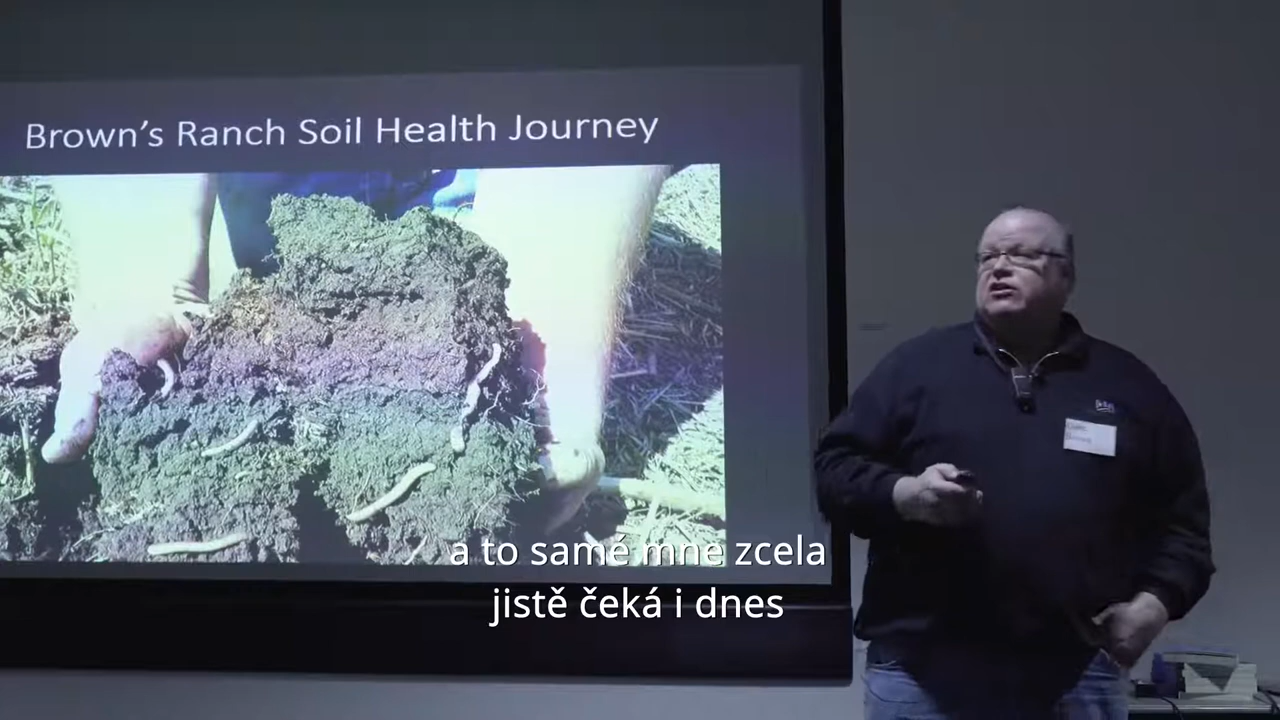 Brown's Ranch Soil Health Journey
a to samé mne zcela
jistě čeká i dnes